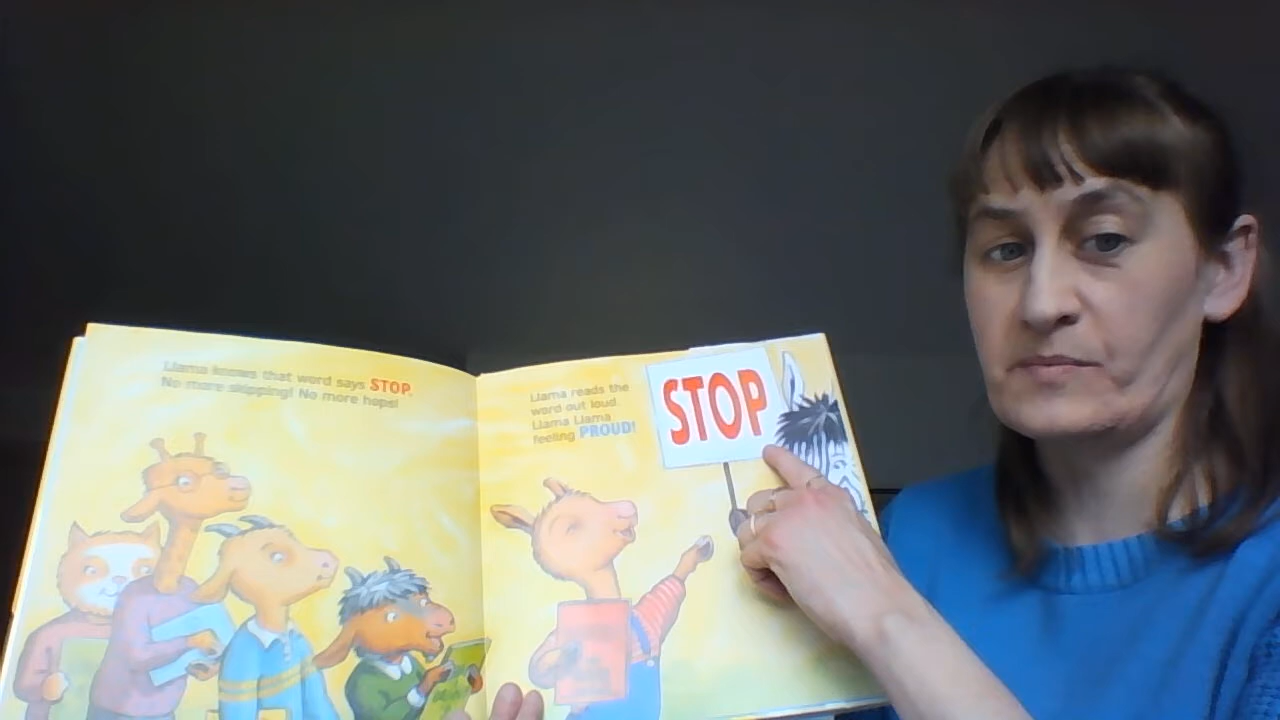 Llama knows that word says STOP.
No more skipping! No more hops!
Llama reads the
word out loud.
Llama Llama
feeling PROUD!
STOP